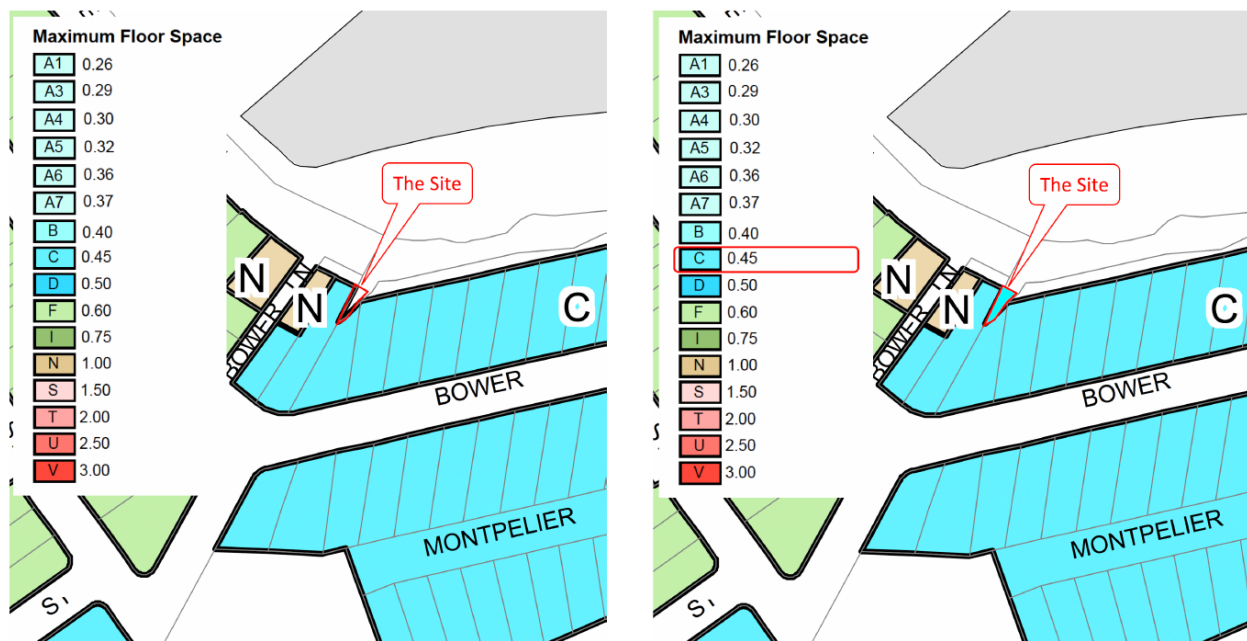 Maximum Floor Space
A1 0.26
A3 0.29
A4 0.30
A5 0.32
A6 0.36
A7 0.37
B 0.40
C 0.45
D 0.50
F 0.60
I 0.75
N 1.00
S 1.50
T 2.00
U 2.50
V 3.00
The Site
N
N
C
BOWER
BOWER
MONTPELIER
Maximum Floor Space
A1 0.26
A3 0.29
A4 0.30
A5 0.32
A6 0.36
A7 0.37
B 0.40
C 0.45
D 0.50
F 0.60
I 0.75
N 1.00
S 1.50
T 2.00
U 2.50
V 3.00
The Site
N
N
C
BOWER
BOWER
MONTPELIER